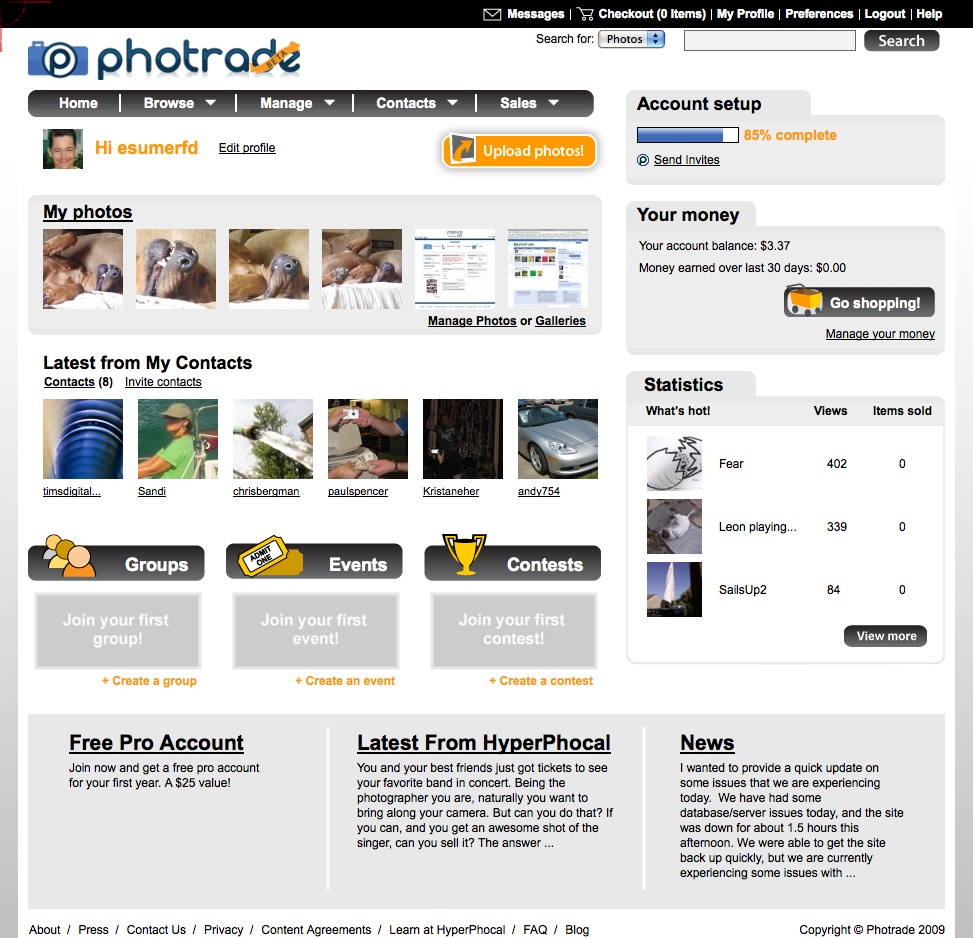 Messages | Checkout (0 Items) | My Profile | Preferences | Logout | Help
photrade BETA
Search for: Photos Search
Home Browse Manage Contacts Sales
Hi esumerfd Edit profile
Upload photos!
Account setup
85% complete
Send Invites
My photos
Manage Photos or Galleries
Your money
Your account balance: $3.37
Money earned over last 30 days: $0.00
Go shopping!
Manage your money
Latest from My Contacts
Contacts (8) Invite contacts
timsdigital... Sandi chrisbergman paulspencer Kristaneher andy754
Statistics
What's hot! Views Items sold
Fear 402 0
Leon playing... 339 0
SailsUp2 84 0
View more
Groups
Join your first
group!
+ Create a group
ADMIT
ONE
Events
Join your first
event!
+ Create an event
Contests
Join your first
contest!
+ Create a contest
Free Pro Account
Join now and get a free pro account
for your first year. A $25 value!
Latest From HyperPhocal
You and your best friends just got tickets to see
your favorite band in concert. Being the
photographer you are, naturally you want to
bring along your camera. But can you do that? If
you can, and you get an awesome shot of the
singer, can you sell it? The answer ...
News
I wanted to provide a quick update on
some issues that we are experiencing
today. We have had some
database/server issues today, and the site
was down for about 1.5 hours this
afternoon. We were able to get the site
back up quickly, but we are currently
experiencing some issues with ...
About / Press / Contact Us / Privacy / Content Agreements / Learn at HyperPhocal / FAQ / Blog
Copyright © Photrade 2009